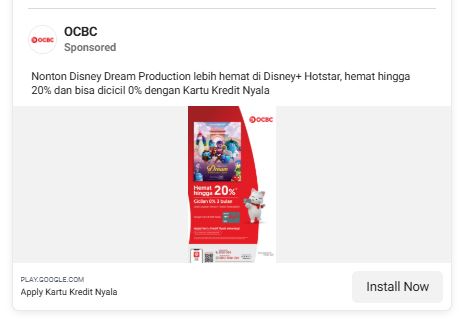 OCBC
OCBC
Sponsored
Nonton Disney Dream Production lebih hemat di Disney+ Hotstar, hemat hingga
20% dan bisa dicicil 0% dengan Kartu Kredit Nyala
OCBC
Dream
Hemat
hingga 20%*
Cicilan 0% 3 bulan
PLAY.GOOGLE.COM
Apply Kartu Kredit Nyala
Install Now